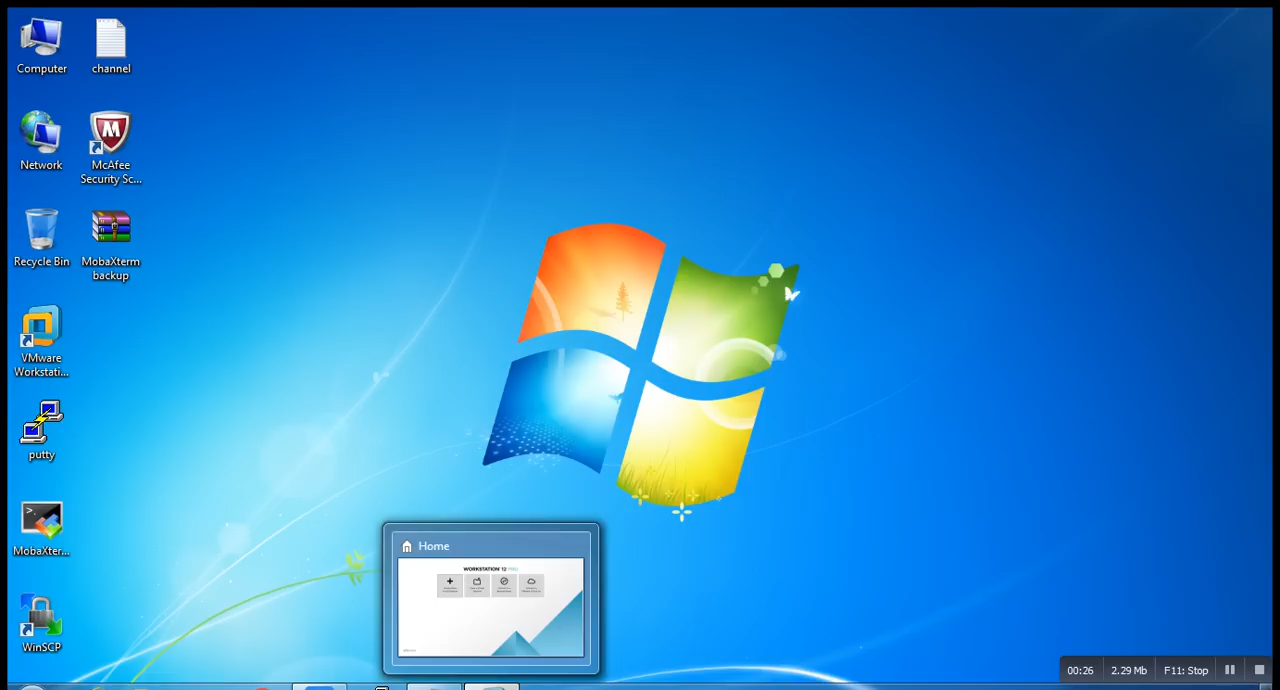 Computer
channel
Network
McAfee
Security Sc...
Recycle Bin
MobaXterm
backup
VMware
Workstati...
putty
MobaXter...
WinSCP
Home
WORKSTATION 12 PRO
00:26
2.29 Mb
F11: Stop